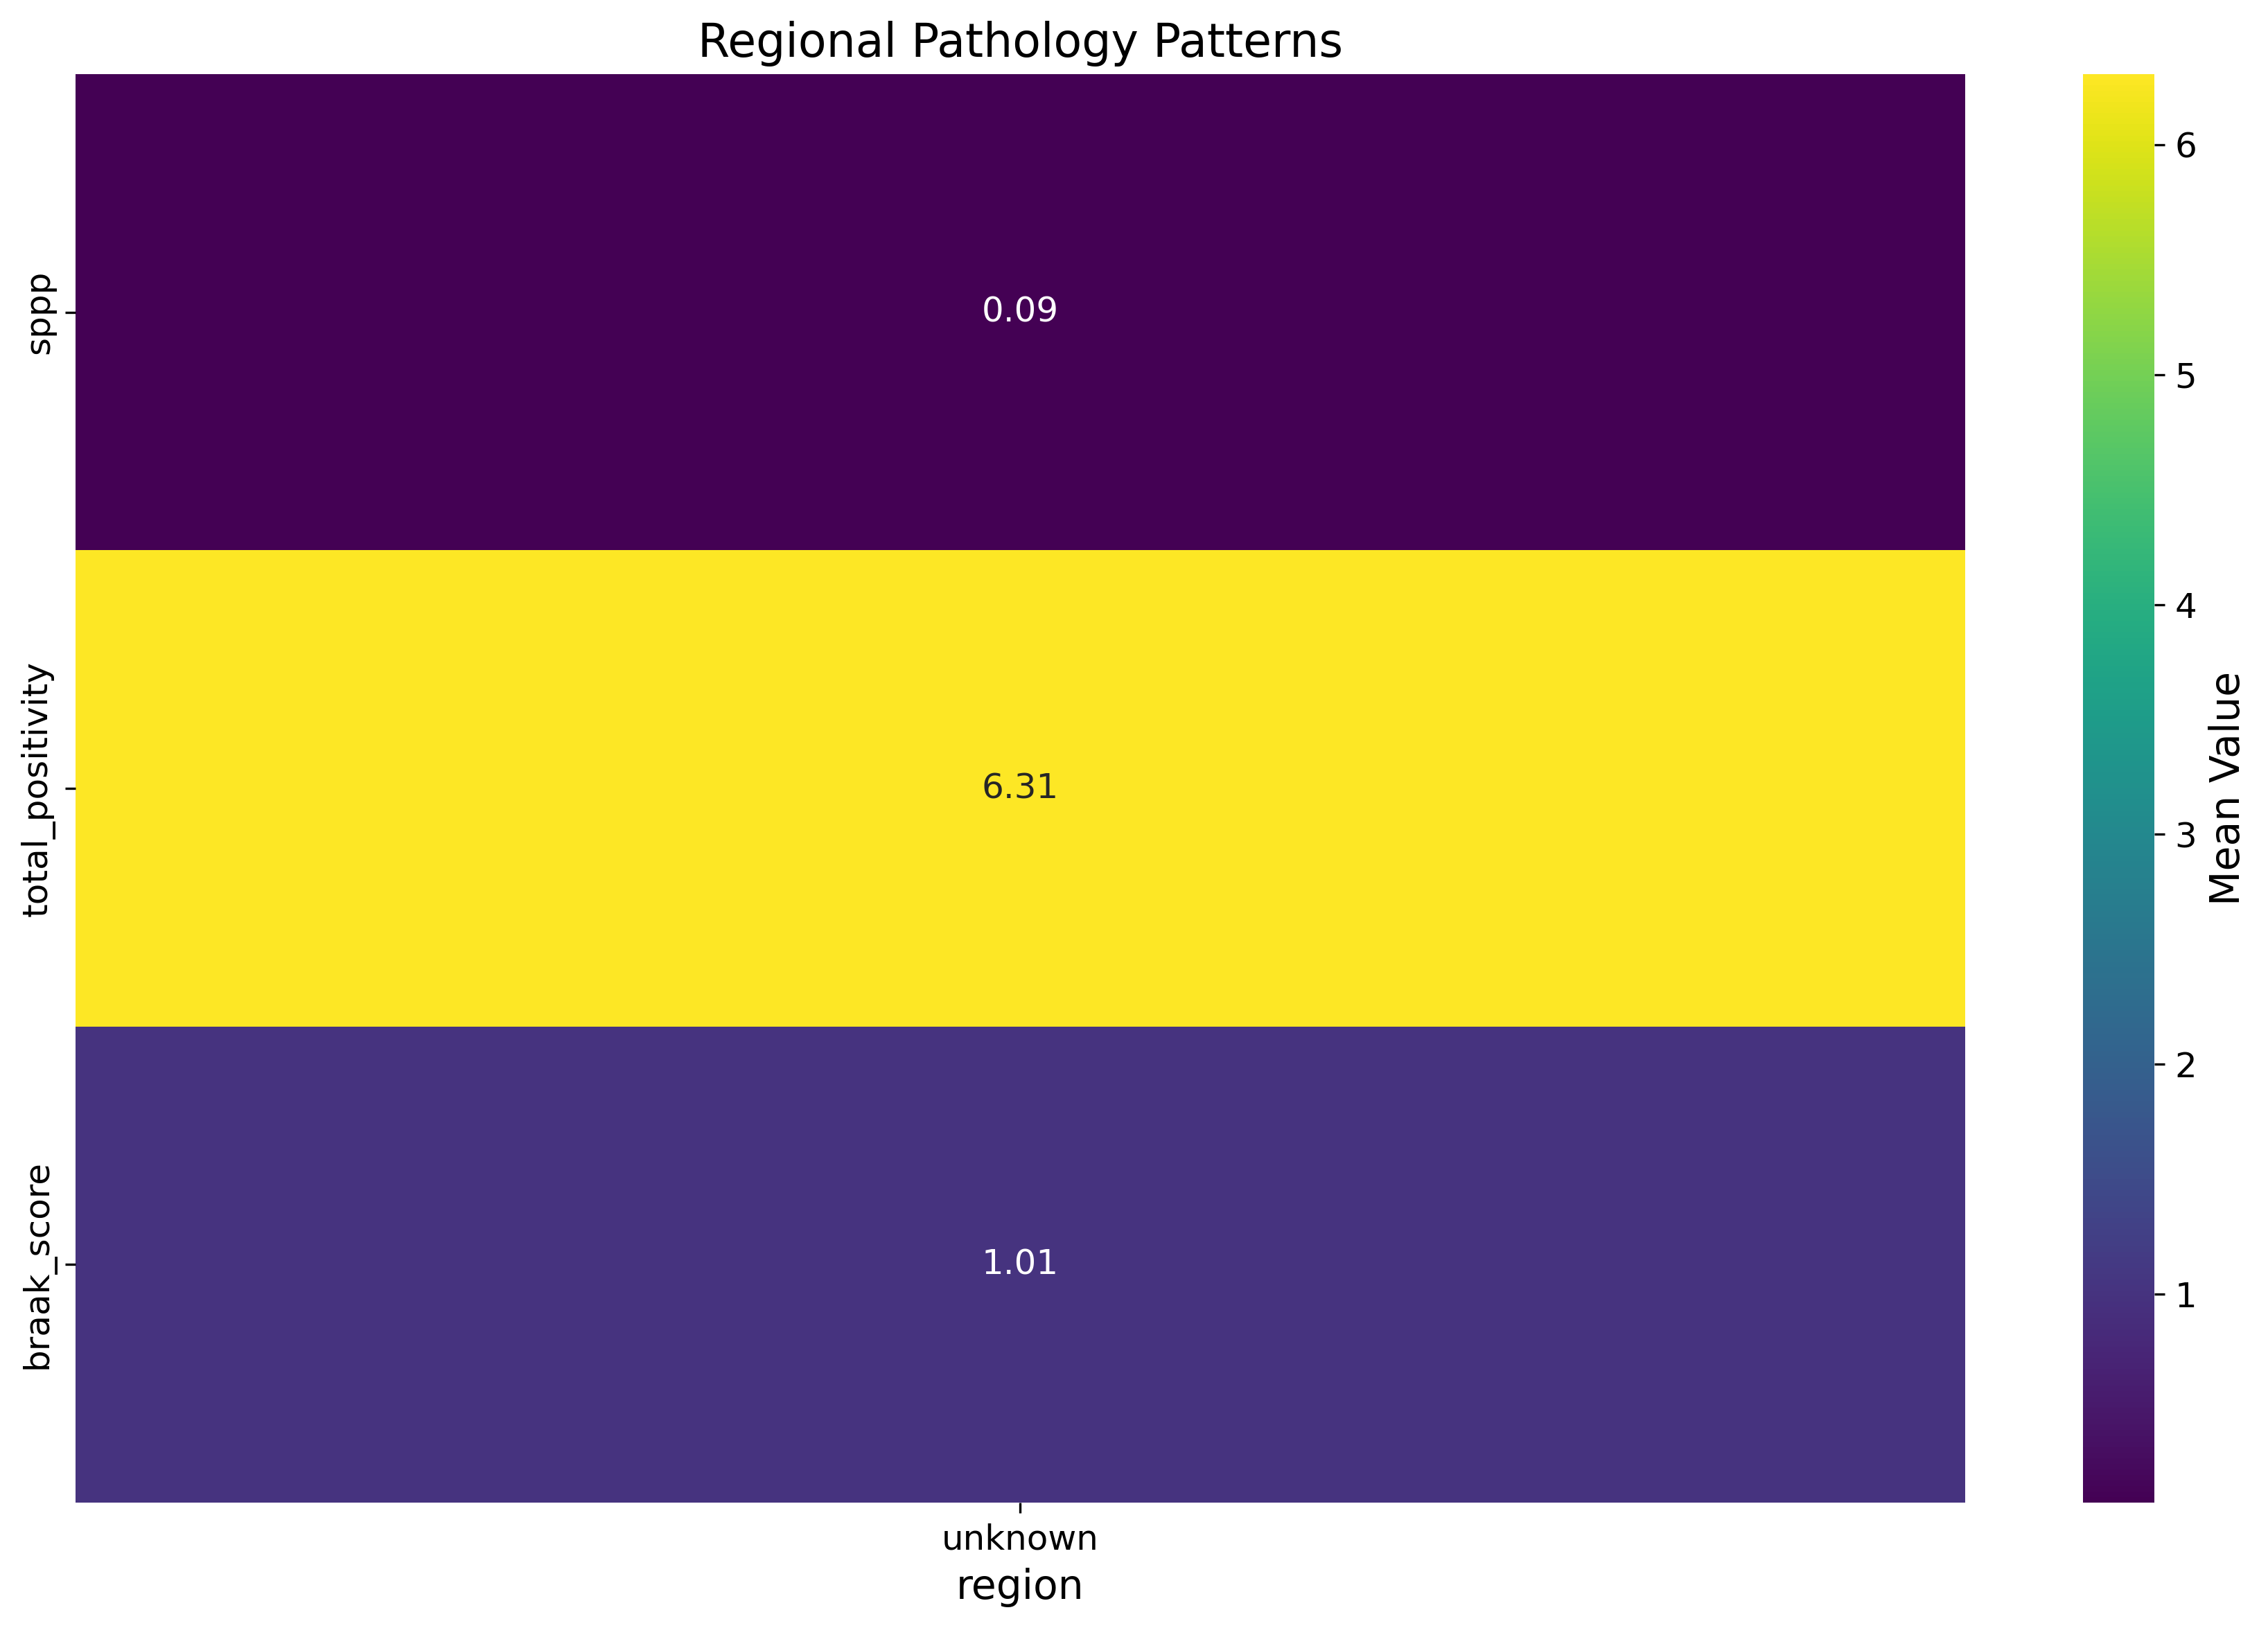 Regional Pathology Patterns
sppp
0.09
total_positivity
6.31
braak_score
1.01
unknown
region
6
5
4
3
2
1
Mean Value